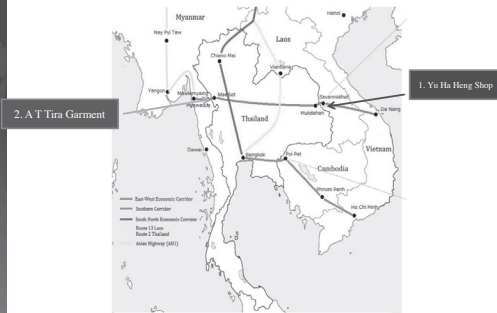 Myanmar
Hanoi
Nay Pyi Taw
Laos
Chiang Mai
Vientiane
1. Yu Ha Heng Shop
Yangon
Mawlamyaing
Maesot
Savannakhet
Myawaddy
Mukdahan
Da Nang
2. A T Tira Garment
Thailand
Dawei
Vietnam
Bangkok
Poi Pet
Cambodia
Phnom Penh
Ho Chi Minh
East-West Economic Corridor
Southern Corridor
South North Economic Corridor
Route 13 Laos
Route 2 Thailand
Asian Highway (AH1)